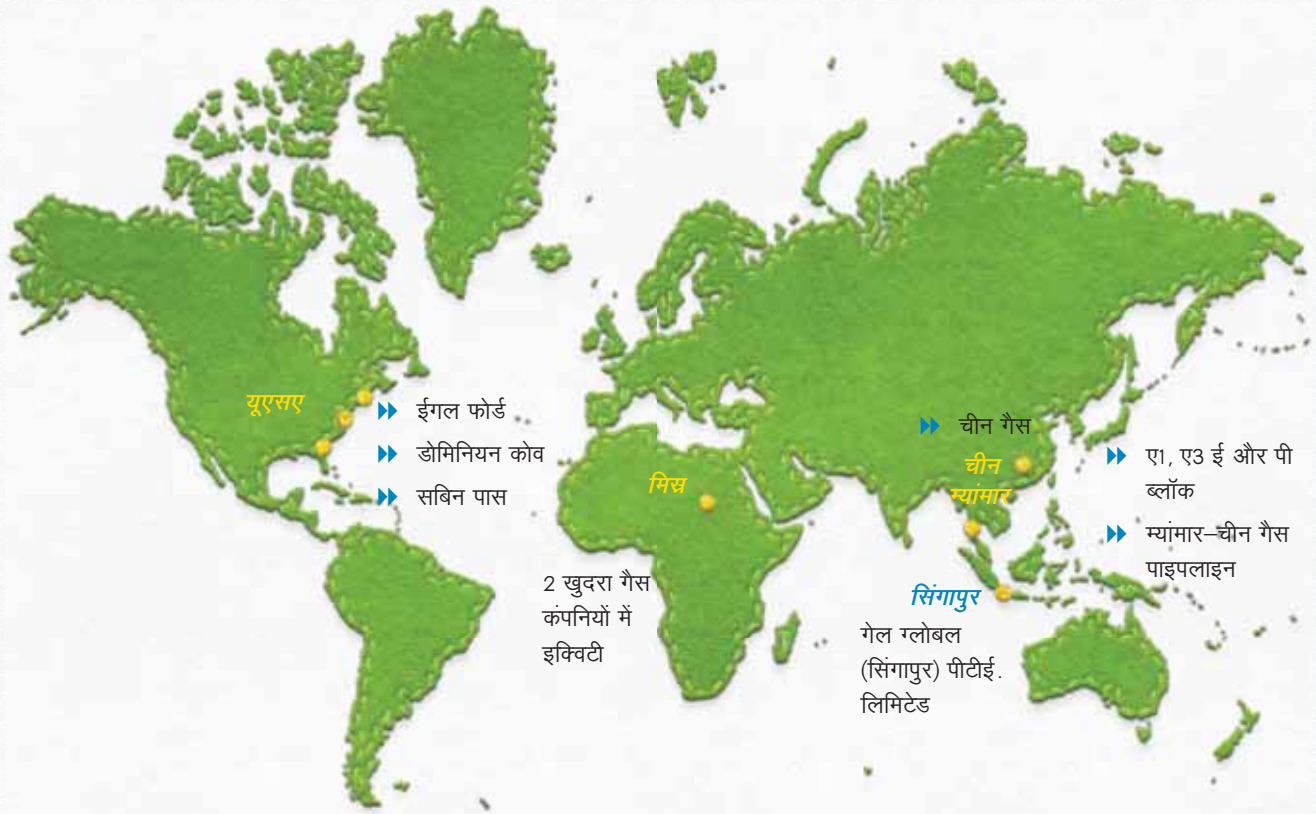 यूएसए
ईगल फोर्ड
डोमिनियन कोव
सबिन पास
मिस्र
2 खुदरा गैस
कंपनियों में
इक्विटी
चीन गैस
चीन
म्यांमार
ए1, ए3 ई और पी
ब्लॉक
म्यांमार–चीन गैस
पाइपलाइन
सिंगापुर
गेल ग्लोबल
(सिंगापुर) पीटीई.
लिमिटेड